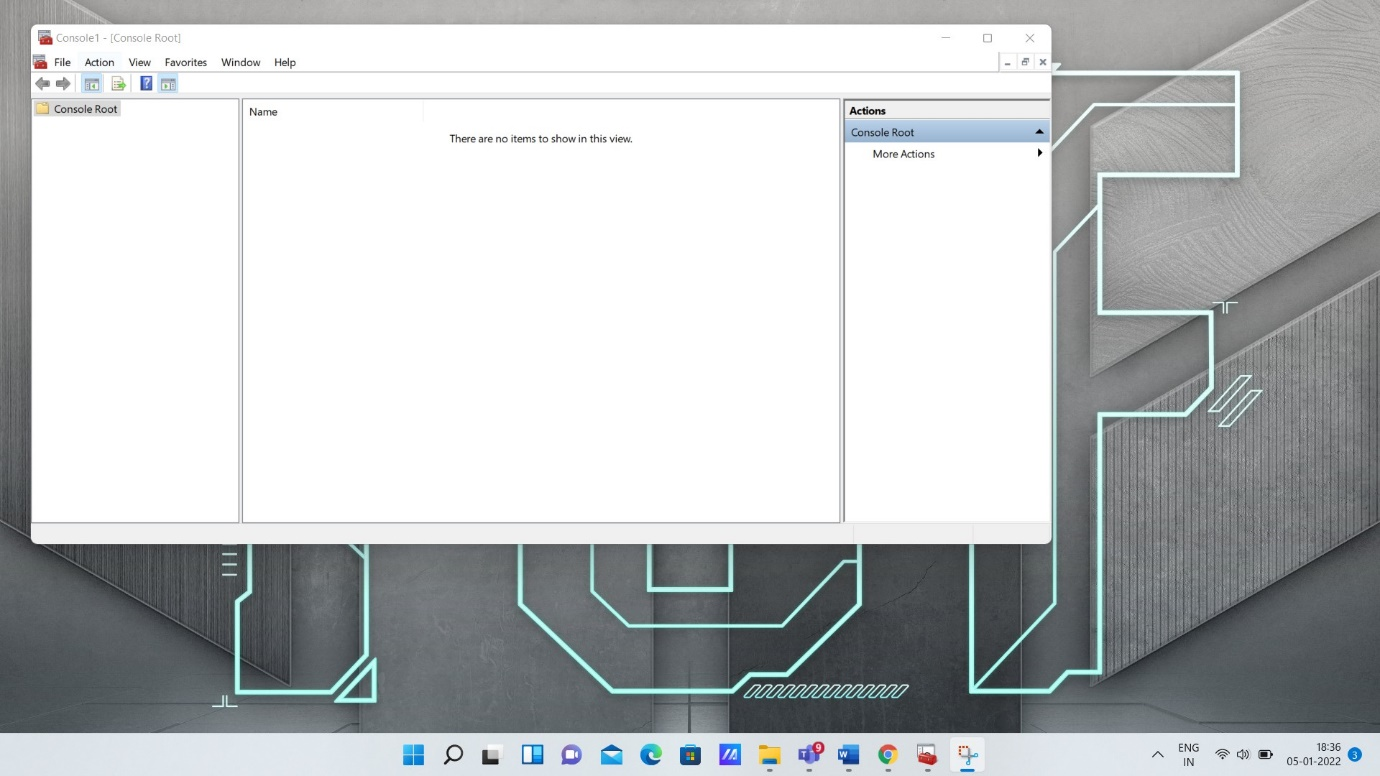 Console1 - [Console Root]
File Action View Favorites Window Help
?
Console Root
Name
There are no items to show in this view.
Actions
Console Root
More Actions
9
W
ENG
IN
18:36
05-01-2022
3